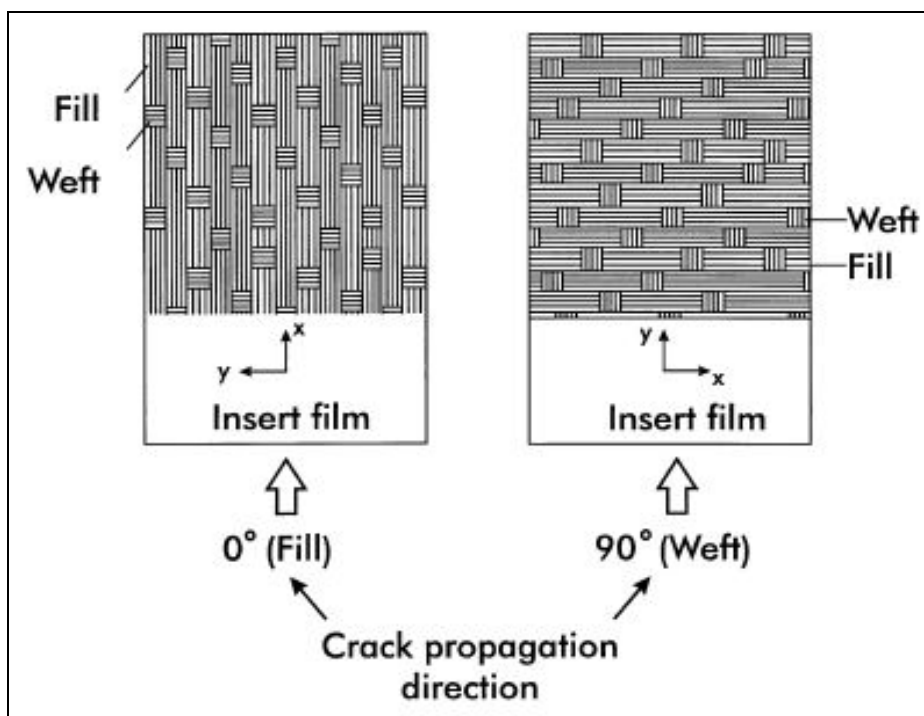 Fill
Weft
Weft
Fill
x
y
y
x
Insert film
Insert film
0° (Fill)
90° (Weft)
Crack propagation
direction